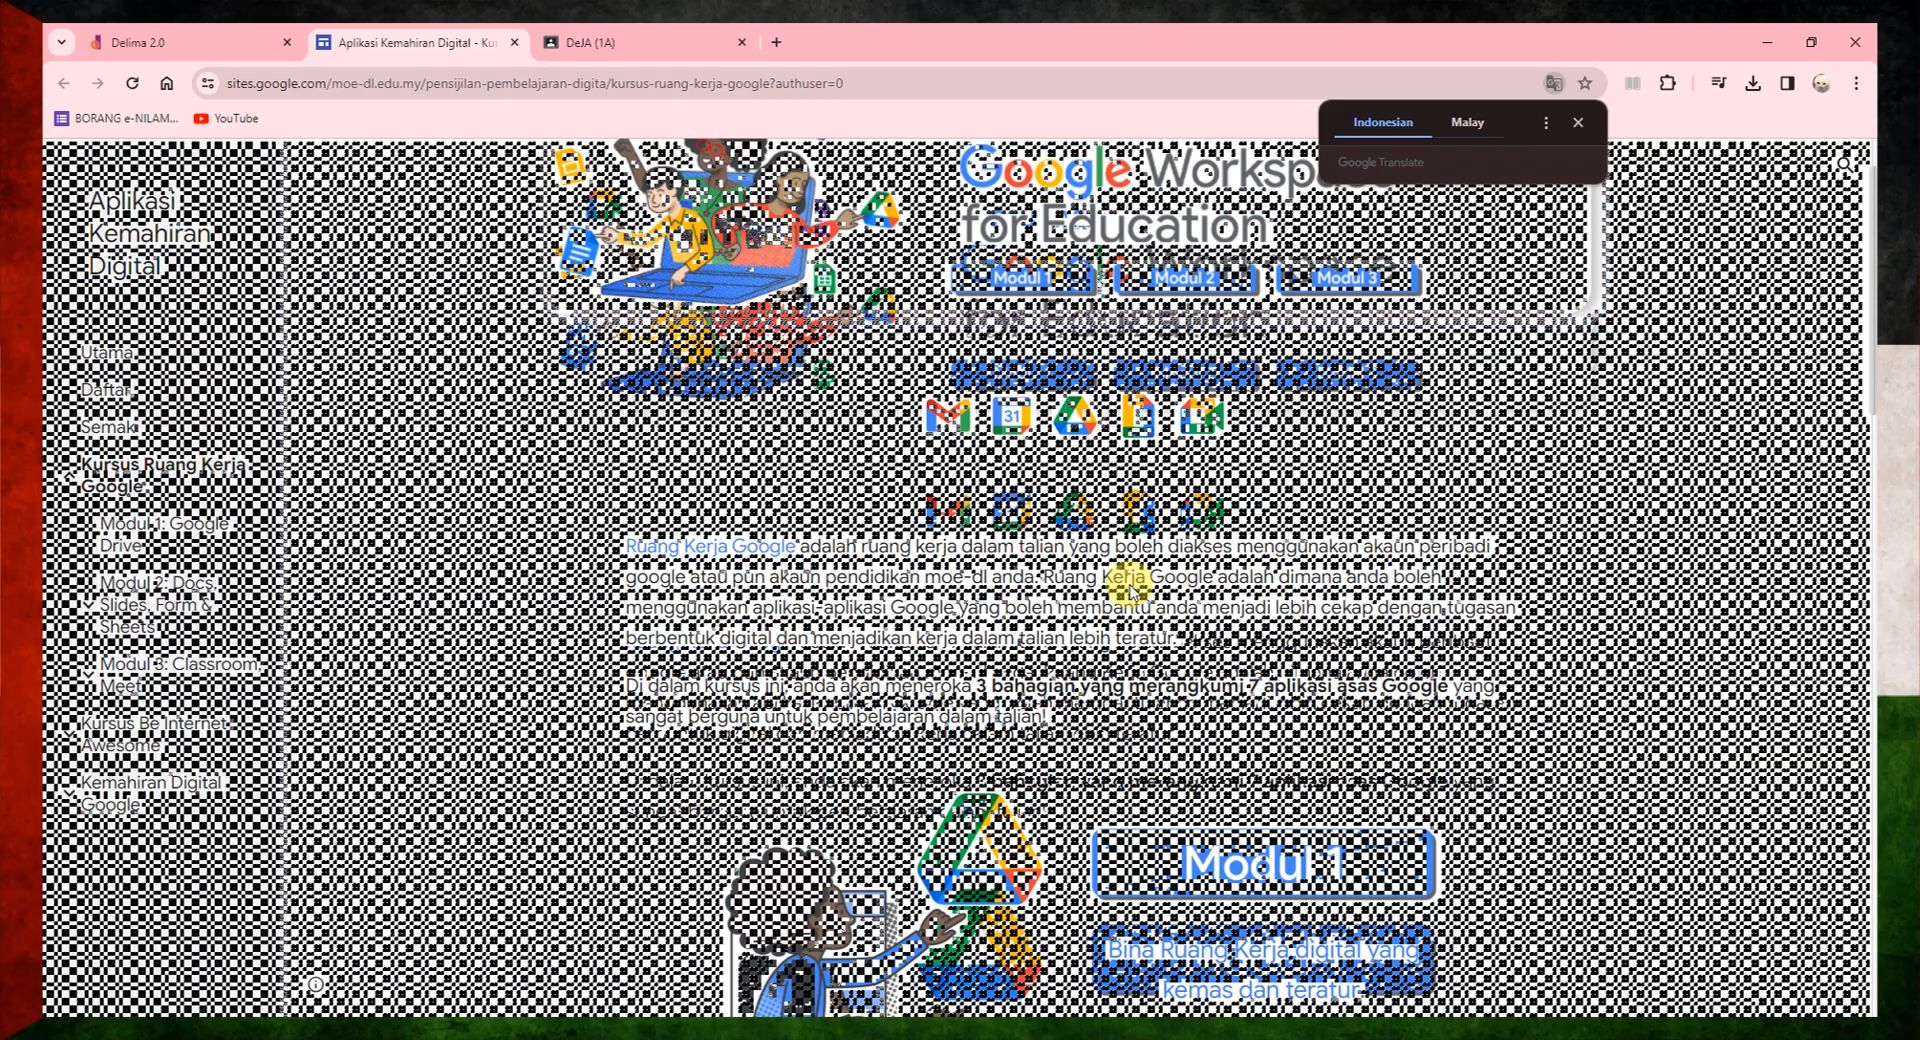 Delima 2.0
Aplikasi Kemahiran Digital - Ku
DeJA (1A)
sites.google.com/moe-dl.edu.my/pensijilan-pembelajaran-digita/kursus-ruang-kerja-google?authuser=0
BORANG e-NILAM...
YouTube
Indonesian
Malay
Google Translate
Aplikasi
Kemahiran
Digital
Utama
Daftar
Semak
Kursus Ruang Kerja
Google
Modul 1: Google
Drive
Modul 2: Docs,
Slides, Form &
Sheets
Modul 3: Classroom,
Meet
Kursus Be Internet
Awesome
Kemahiran Digital
Google
Google Worksp
for Education
Modul 1
Modul 2
Modul 3
31
Ruang Kerja Google adalah ruang kerja dalam talian yang boleh diakses menggunakan akaun peribadi
google atau pun akaun pendidikan moe-dl anda. Ruang Kerja Google adalah dimana anda boleh
menggunakan aplikasi-aplikasi Google yang boleh membantu anda menjadi lebih cekap dengan tugasan
berbentuk digital dan menjadikan kerja dalam talian lebih teratur.
Di dalam kursus ini, anda akan meneroka 3 bahagian yang merangkumi 7 aplikasi asas Google yang
sangat berguna untuk pembelajaran dalam talian!
Modul 1
Bina Ruang Kerja digital yang
kemas dan teratur